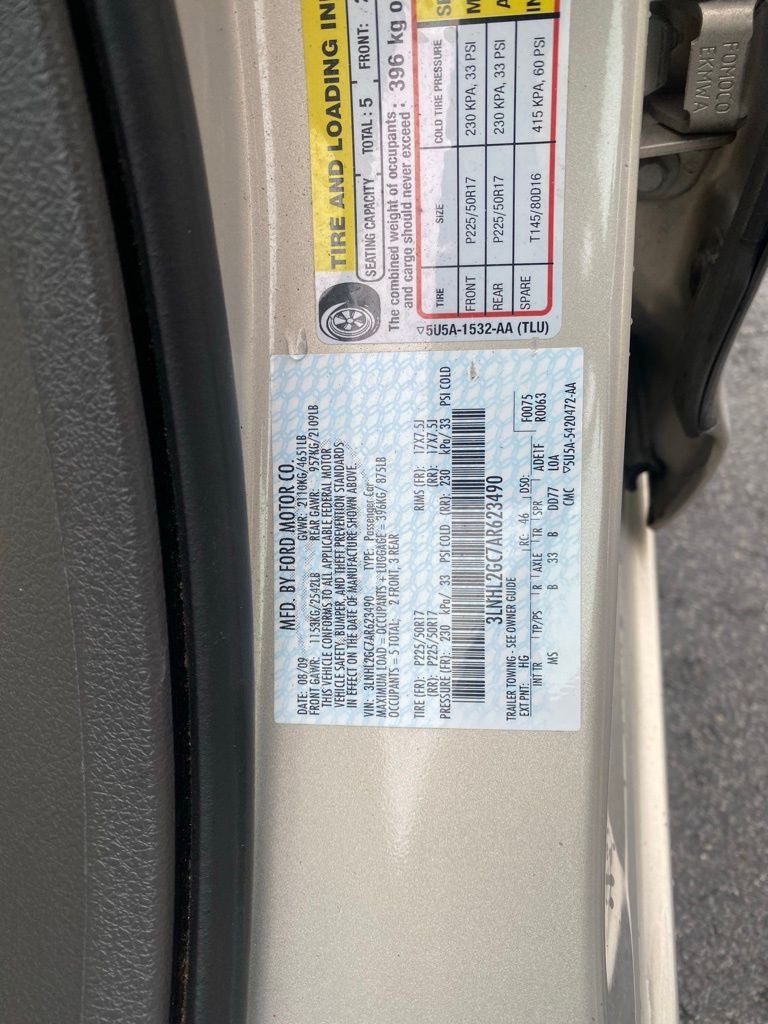 TIRE AND LOADING IN
SEATING CAPACITY TOTAL : 5 FRONT:
The combined weight of occupants
and cargo should never exceed : 396 kg o
TIRE SIZE COLD TIRE PRESSURE
FRONT P225/50R17 230 KPA, 33 PSI
REAR P225/50R17 230 KPA, 33 PSI
SPARE T145/80D16 415 KPA, 60 PSI
5U5A-1532-AA (TLU)
MFD. BY FORD MOTOR CO.
DATE: 08/09 GVWR: 2110KG/4651LB
FRONT GAWR: 1153KG/2542LB REAR GAWR: 957KG/2109LB
THIS VEHICLE CONFORMS TO ALL APPLICABLE FEDERAL MOTOR
VEHICLE SAFETY, BUMPER, AND THEFT PREVENTION STANDARDS
IN EFFECT ON THE DATE OF MANUFACTURE SHOWN ABOVE.
VIN: 3LNHL2GC7AR623490 TYPE: Passenger Car
MAXIMUM LOAD = OCCUPANTS + LUGGAGE = 396KG/ 875LB
OCCUPANTS = 5 TOTAL; 2 FRONT, 3 REAR
TIRE (FR): P225/50R17 RIMS (FR): 17X7.5J
(RR): P225/50R17 (RR): 17X7.5J
PRESSURE (FR): 230 kPa/ 33 PSI COLD (RR): 230 kPa/ 33 PSI COLD
3LNHL2GC7AR623490
TRAILER TOWING - SEE OWNER GUIDE
EXT PNT: HG RC: 46 DSO: F0075
R0063
INT TR TP/PS R AXLE TR SPR ADE1F
MS B 33 B DD77 LOA
CMC 5U5A-5420472-AA
FOMOCO
EKMWA